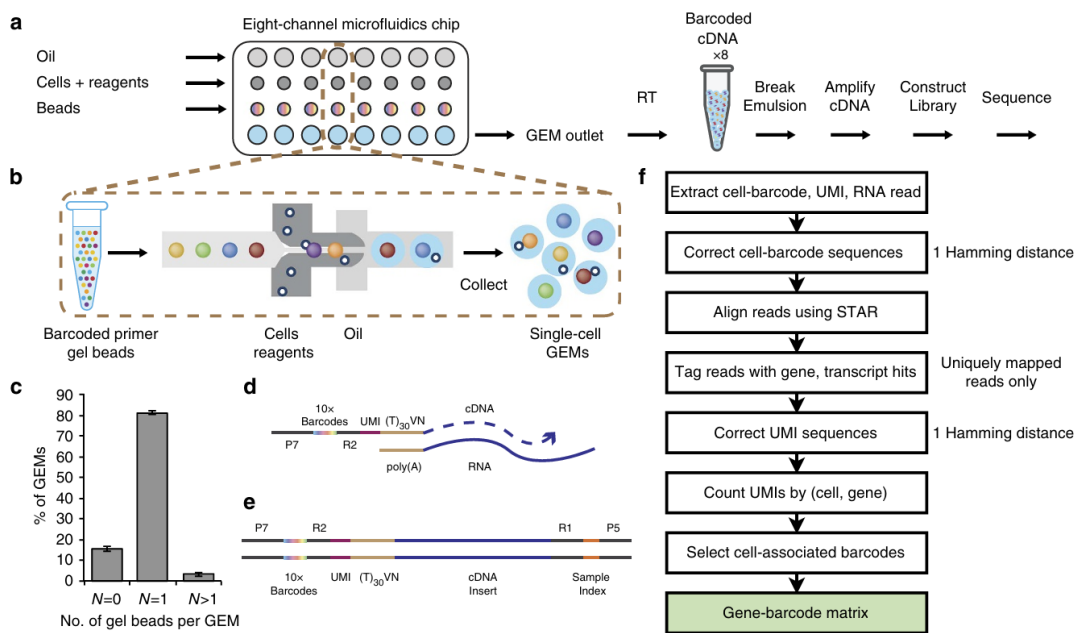 a
Eight-channel microfluidics chip
Oil
Cells + reagents
Beads
GEM outlet
RT
Barcoded
cDNA
×8
Break
Emulsion
Amplify
cDNA
Construct
Library
Sequence
b
Barcoded primer
gel beads
Cells
reagents
Oil
Collect
Single-cell
GEMs
c
% of GEMs
90
80
70
60
50
40
30
20
10
0
N=0
N=1
N>1
No. of gel beads per GEM
d
10×
Barcodes
UMI
(T)30VN
cDNA
P7
R2
poly(A)
RNA
e
P7
R2
R1
P5
10×
Barcodes
UMI
(T)30VN
cDNA
Insert
Sample
Index
f
Extract cell-barcode, UMI, RNA read
Correct cell-barcode sequences
1 Hamming distance
Align reads using STAR
Tag reads with gene, transcript hits
Uniquely mapped
reads only
Correct UMI sequences
1 Hamming distance
Count UMIs by (cell, gene)
Select cell-associated barcodes
Gene-barcode matrix